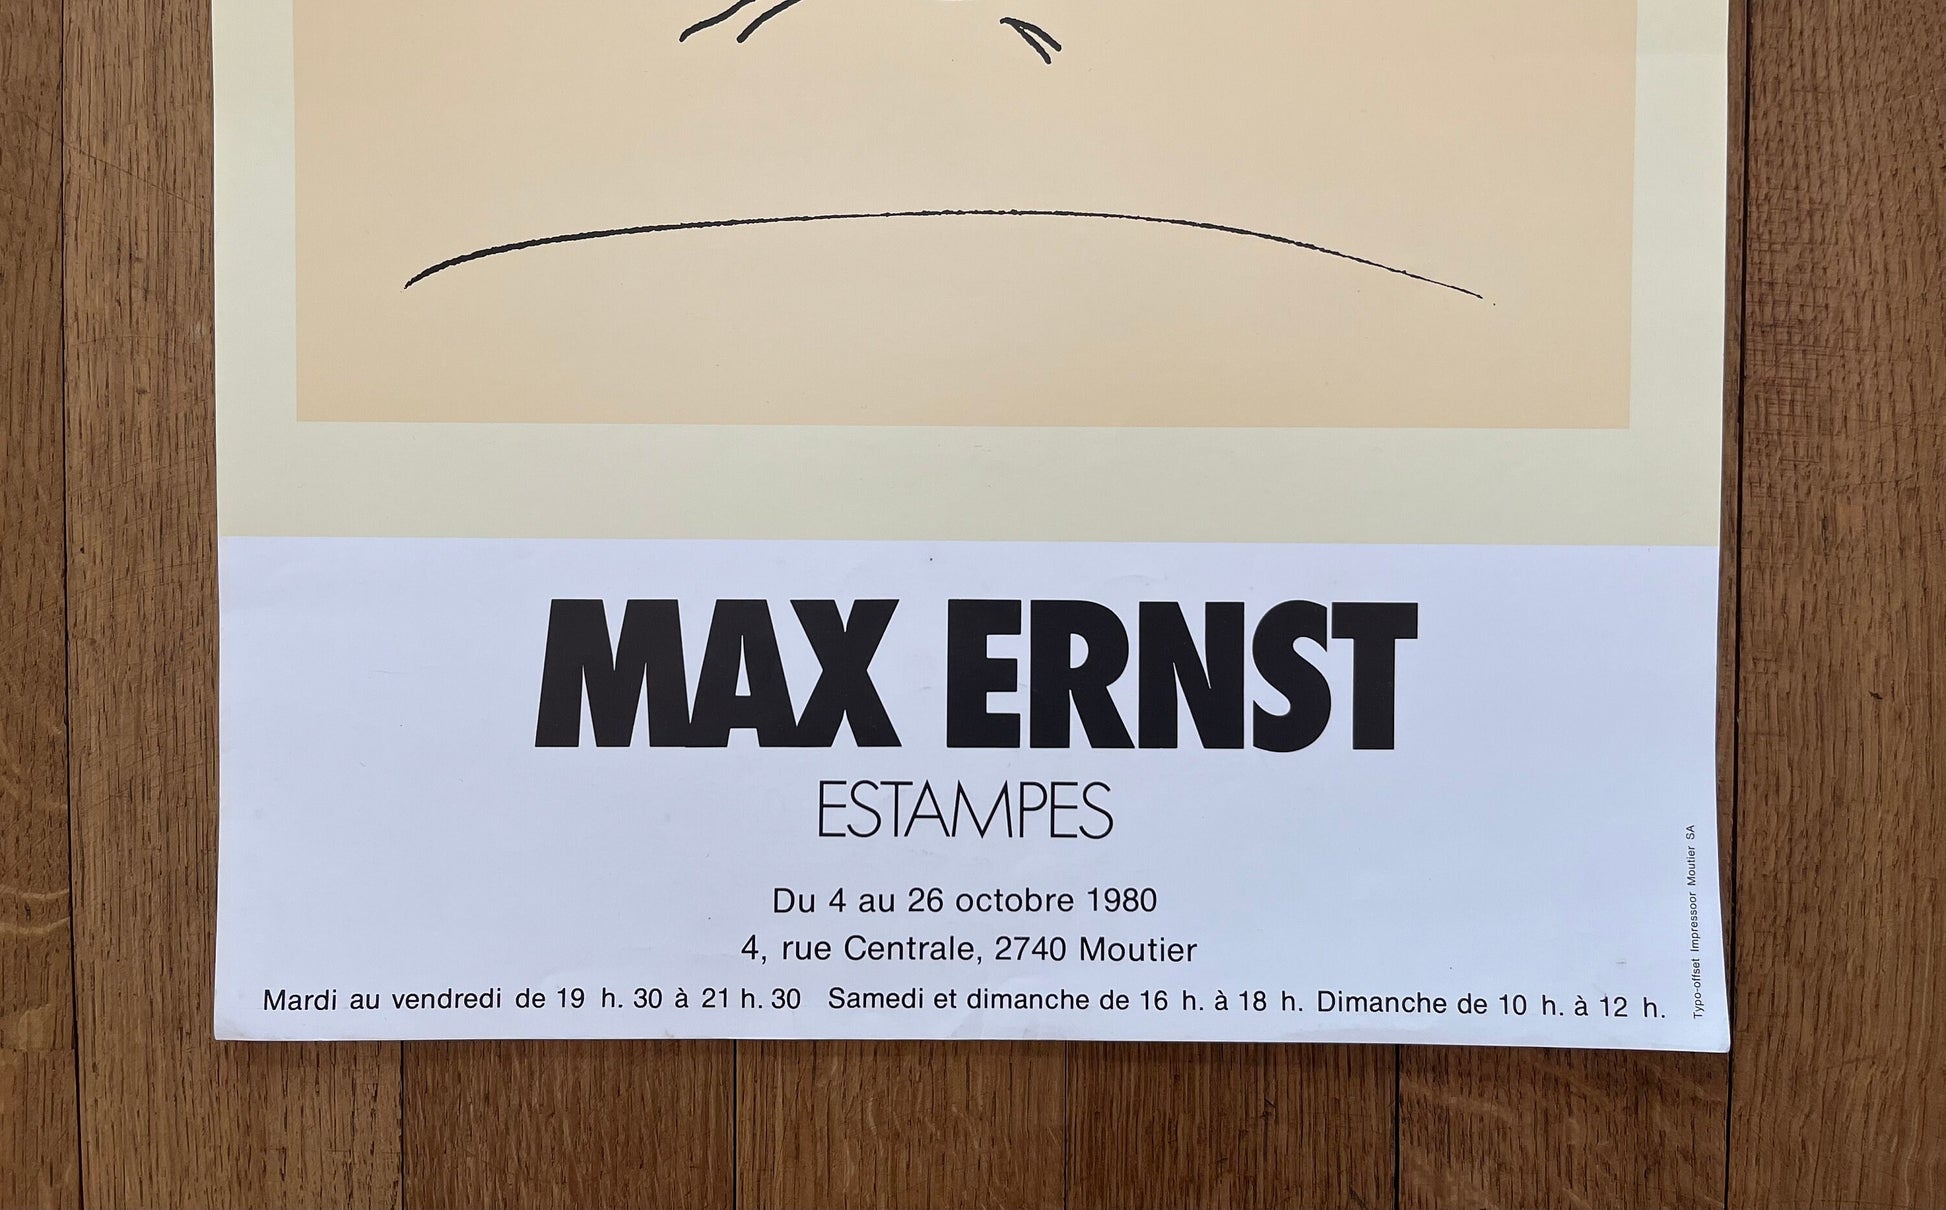 MAX ERNST
ESTAMPES
Du 4 au 26 octobre 1980
4, rue Centrale, 2740 Moutier
Mardi au vendredi de 19 h. 30 à 21 h. 30 Samedi et dimanche de 16 h. à 18 h. Dimanche de 10 h. à 12 h.
Typo-offset Impressoor Moutier SA